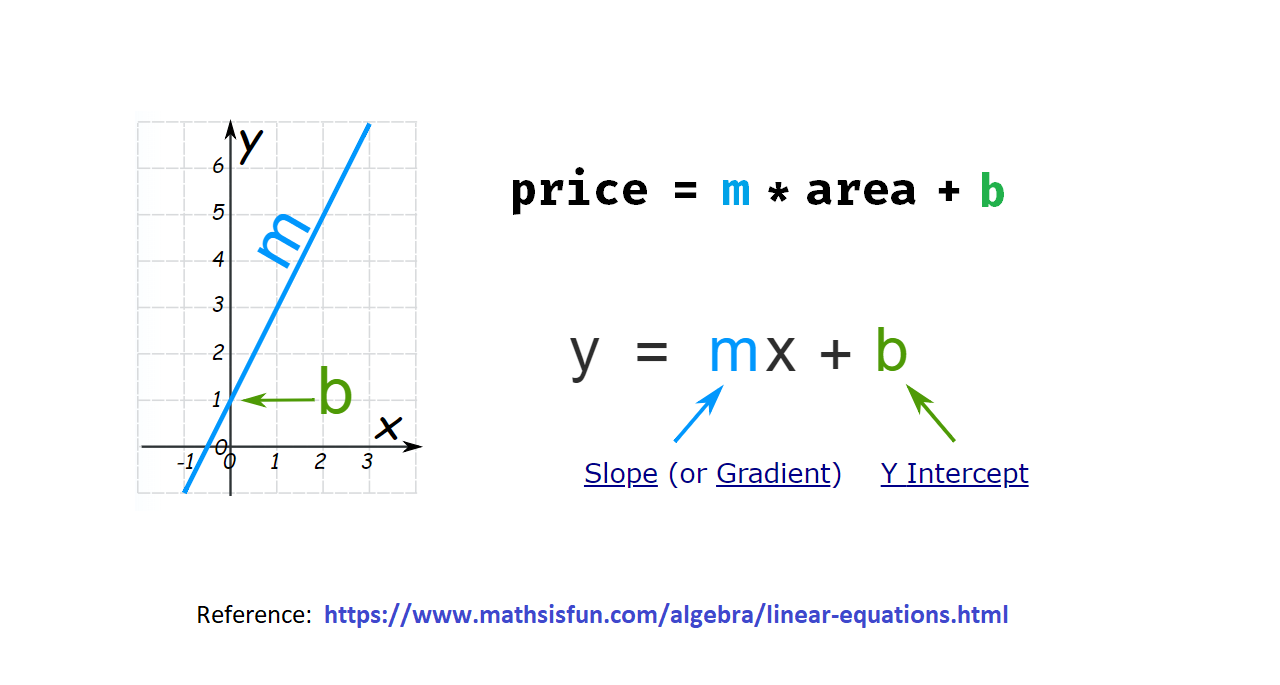 y
6
5
4
3
2
1
0
-1 0 1 2 3
m
b
x
price = m * area + b
y = mx + b
Slope (or Gradient) Y Intercept
Reference: https://www.mathsisfun.com/algebra/linear-equations.html